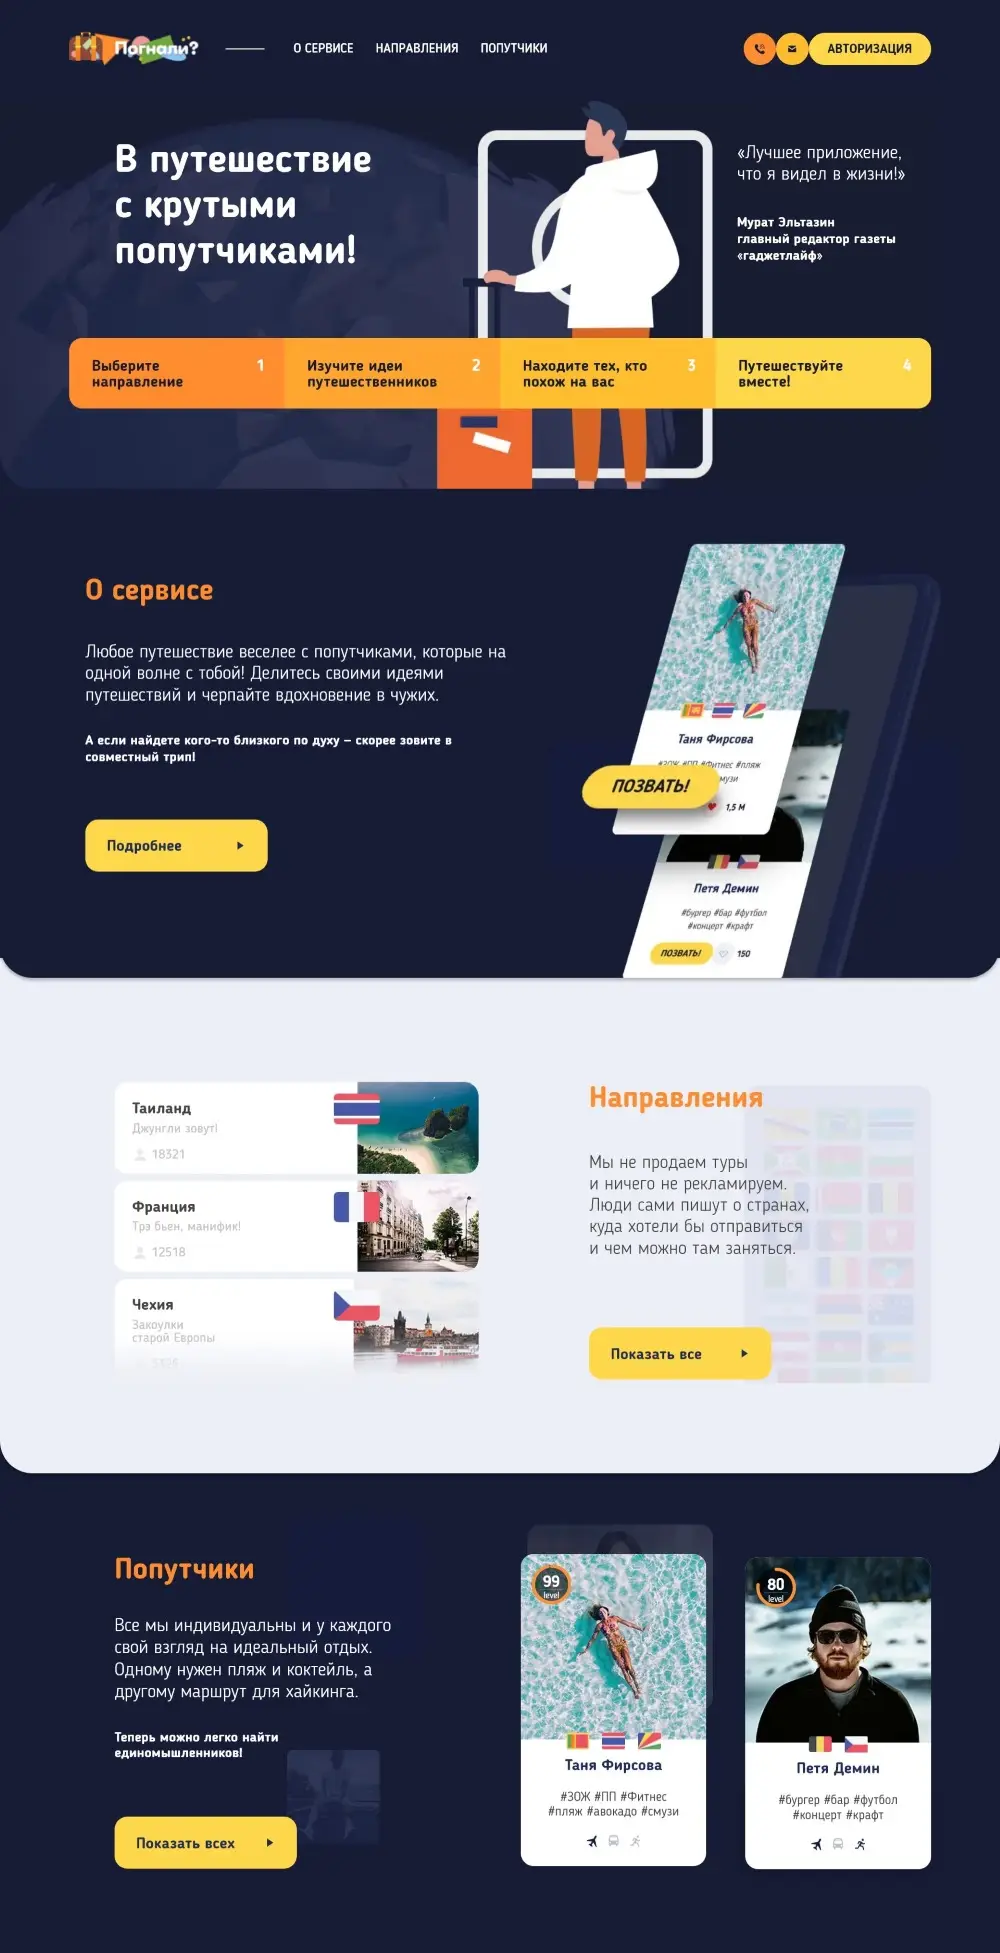 Погнали?
О СЕРВИСЕ
НАПРАВЛЕНИЯ
ПОПУТЧИКИ
АВТОРИЗАЦИЯ
В путешествие
с крутыми
попутчиками!
«Лучшее приложение,
что я видел в жизни!»
Мурат Эльтазин
главный редактор газеты
«гаджетлайф»
Выберите
направление
1
Изучите идеи
путешественников
2
Находите тех, кто
похож на вас
3
Путешествуйте
вместе!
4
О сервисе
Любое путешествие веселее с попутчиками, которые на
одной волне с тобой! Делитесь своими идеями
путешествий и черпайте вдохновение в чужих.
А если найдете кого-то близкого по духу – скорее зовите в
совместный трип!
Подробнее
Таня Фирсова
#ЗОЖ #ПП #Фитнес #пляж
ПОЗВАТЬ!
1,5 М
Петя Демин
#бургер #бар #футбол
#концерт #крафт
ПОЗВАТЬ!
150
Таиланд
Джунгли зовут!
18321
Франция
Трэ бьен, манифик!
12518
Чехия
Закоулки
старой Европы
Направления
Мы не продаем туры
и ничего не рекламируем.
Люди сами пишут о странах,
куда хотели бы отправиться
и чем можно там заняться.
Показать все
Попутчики
Все мы индивидуальны и у каждого
свой взгляд на идеальный отдых.
Одному нужен пляж и коктейль, а
другому маршрут для хайкинга.
Теперь можно легко найти
единомышленников!
Показать всех
99
level
Таня Фирсова
#ЗОЖ #ПП #Фитнес
#пляж #авокадо #смузи
80
level
Петя Демин
#бургер #бар #футбол
#концерт #крафт